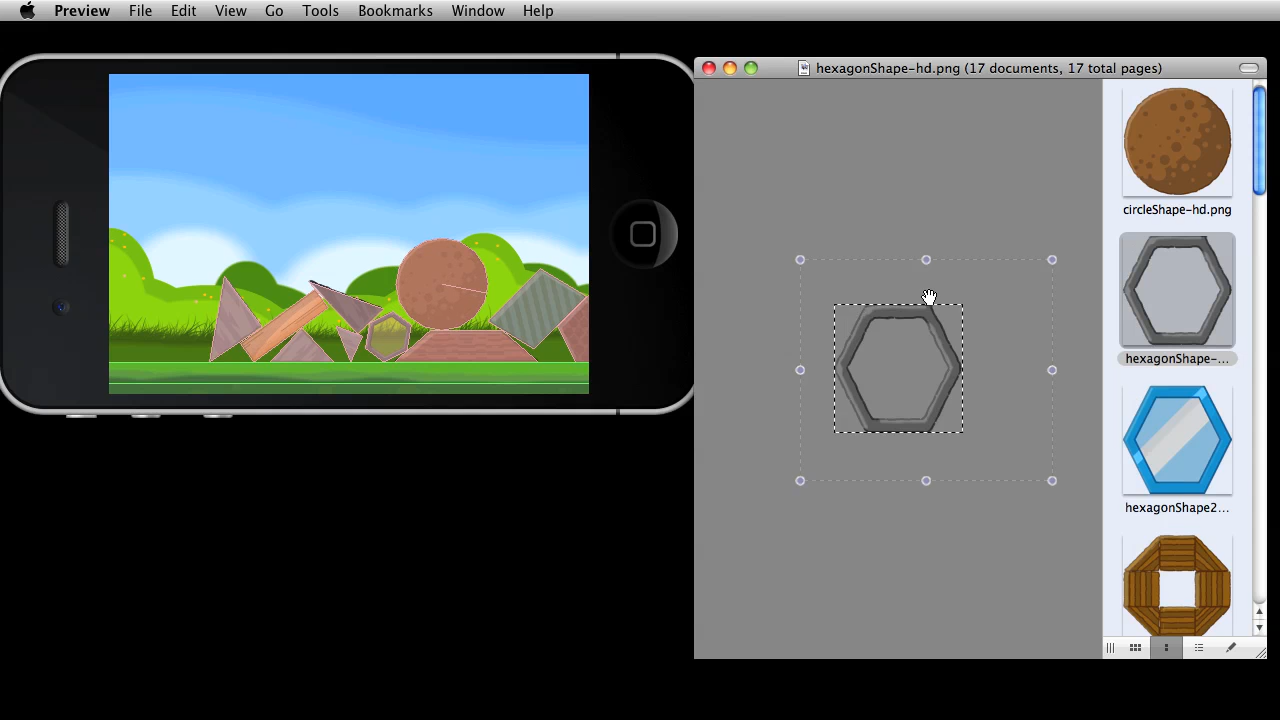 Preview File Edit View Go Tools Bookmarks Window Help
hexagonShape-hd.png (17 documents, 17 total pages)
circleShape-hd.png
hexagonShape-...
hexagonShape2...